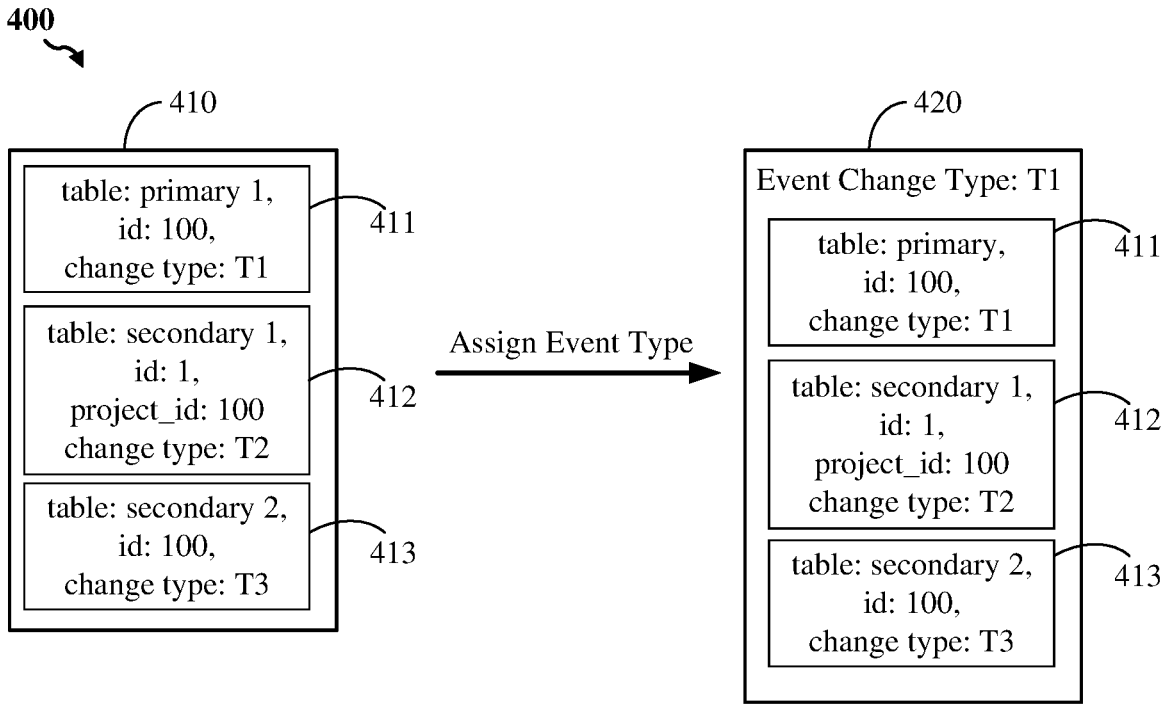 400
410
table: primary 1,
id: 100,
change type: T1
411
table: secondary 1,
id: 1,
project_id: 100
change type: T2
412
table: secondary 2,
id: 100,
change type: T3
413
Assign Event Type
420
Event Change Type: T1
table: primary,
id: 100,
change type: T1
411
table: secondary 1,
id: 1,
project_id: 100
change type: T2
412
table: secondary 2,
id: 100,
change type: T3
413